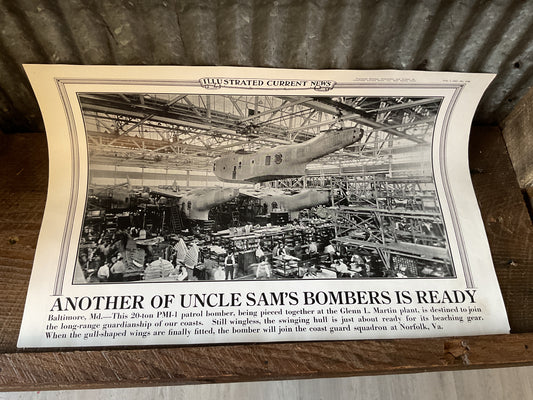 ILLUSTRATED CURRENT NEWS
ANOTHER OF UNCLE SAM'S BOMBERS IS READY
Baltimore, Md.—This 20-ton PMI-1 patrol bomber, being pieced together at the Glenn L. Martin plant, is destined to join
the long-range guardianship of our coasts. Still wingless, the swinging hull is just about ready for its beaching gear.
When the gull-shaped wings are finally fitted, the bomber will join the coast guard squadron at Norfolk, Va.